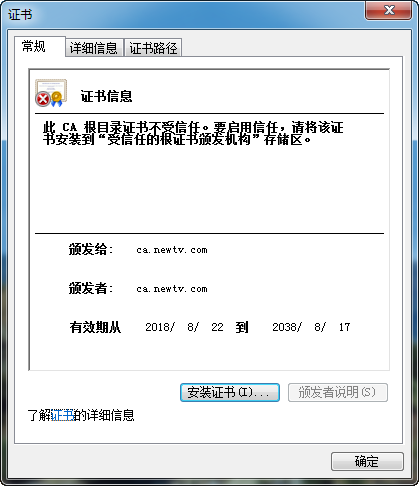 证书
常规
详细信息
证书路径
证书信息
此 CA 根目录证书不受信任。要启用信任，请将该证
书安装到“受信任的根证书颁发机构”存储区。
颁发给： ca.newtv.com
颁发者： ca.newtv.com
有效期从 2018/ 8/ 22 到 2038/ 8/ 17
安装证书(I)...
颁发者说明(S)
了解证书的详细信息
确定